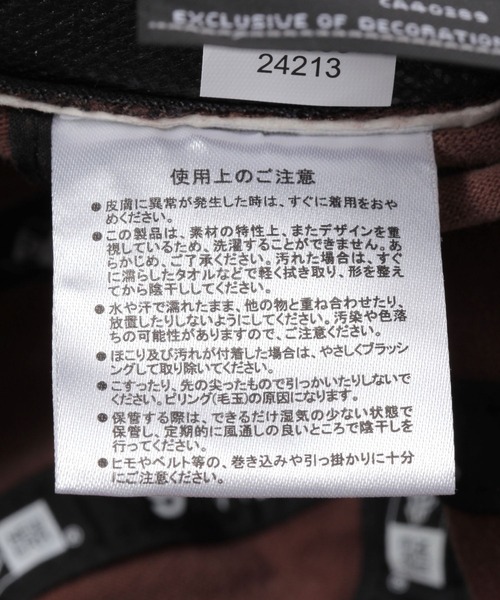 CA40289
EXCLUSIVE OF DECORATION
24213
使用上のご注意
●皮膚に異常が発生した時は、すぐに着用をおや
めください。
●この製品は、素材の特性上、またデザインを重
視しているため、洗濯することができません。あ
らかじめ、ご了承ください。汚れた場合は、すぐ
に濡らしたタオルなどで軽く拭き取り、形を整え
てから陰干ししてください。
●水や汗で濡れたまま、他の物と重ね合わせたり、
放置したりしないようにしてください。汚染や色落
ちの可能性がありますので、ご注意ください。
●ほこり及び汚れが付着した場合は、やさしくブラッシ
ングして取り除いてください。
●こすったり、先の尖ったもので引っかいたりしないで
ください。ピリング(毛玉)の原因になります。
●保管する際は、できるだけ湿気の少ない状態で
保管し、定期的に風通しの良いところで陰干しを
行ってください。
●ヒモやベルト等の、巻き込みや引っ掛かりに十分
にご注意ください。